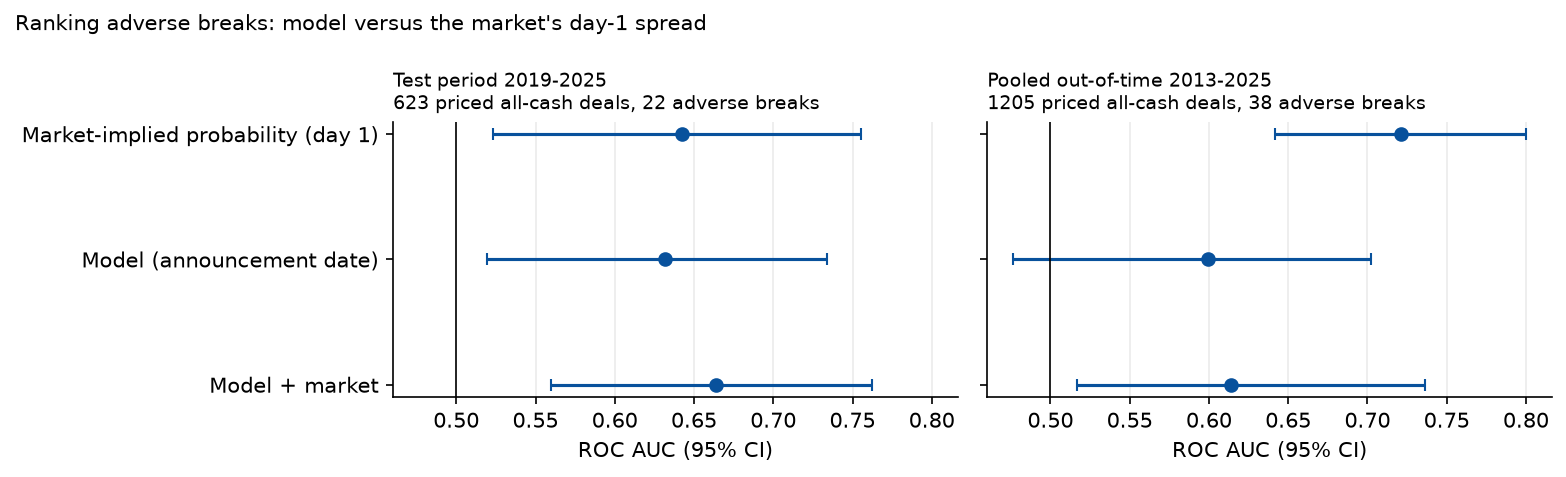 Ranking adverse breaks: model versus the market's day-1 spread
Test period 2019-2025
623 priced all-cash deals, 22 adverse breaks
Pooled out-of-time 2013-2025
1205 priced all-cash deals, 38 adverse breaks
Market-implied probability (day 1)
Model (announcement date)
Model + market
0.50 0.55 0.60 0.65 0.70 0.75 0.80
ROC AUC (95% CI)
0.50 0.55 0.60 0.65 0.70 0.75 0.80
ROC AUC (95% CI)